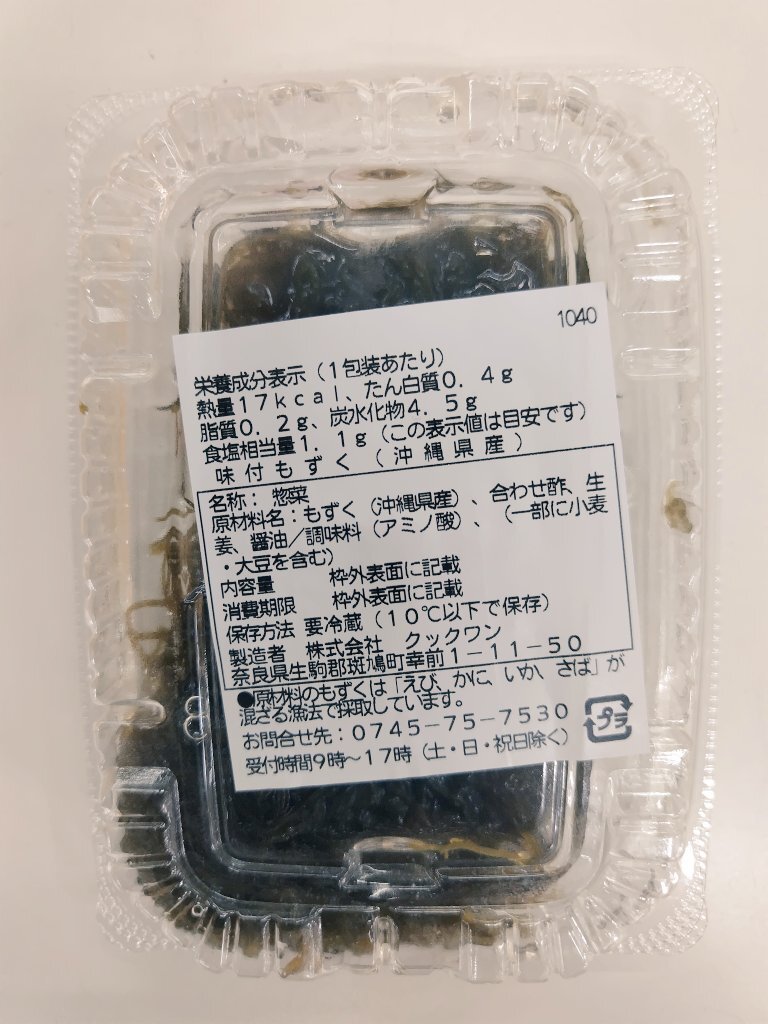 1040
栄養成分表示（1包装あたり）
熱量17kcal、たん白質0．4g
脂質0．2g、炭水化物4．5g
食塩相当量1．1g（この表示値は目安です）
味付もずく（沖縄県産）
名称：惣菜
原材料名：もずく（沖縄県産）、合わせ酢、生
姜、醤油／調味料（アミノ酸）、（一部に小麦
・大豆を含む）
内容量 枠外表面に記載
消費期限 枠外表面に記載
保存方法 要冷蔵（10℃以下で保存）
製造者 株式会社 クックワン
奈良県生駒郡斑鳩町幸前1－11－50
●原材料のもずくは「えび、かに、いか、さば」が
混ざる漁法で採取しています。
お問合せ先：0745－75－7530
受付時間9時～17時（土・日・祝日除く）
プラ